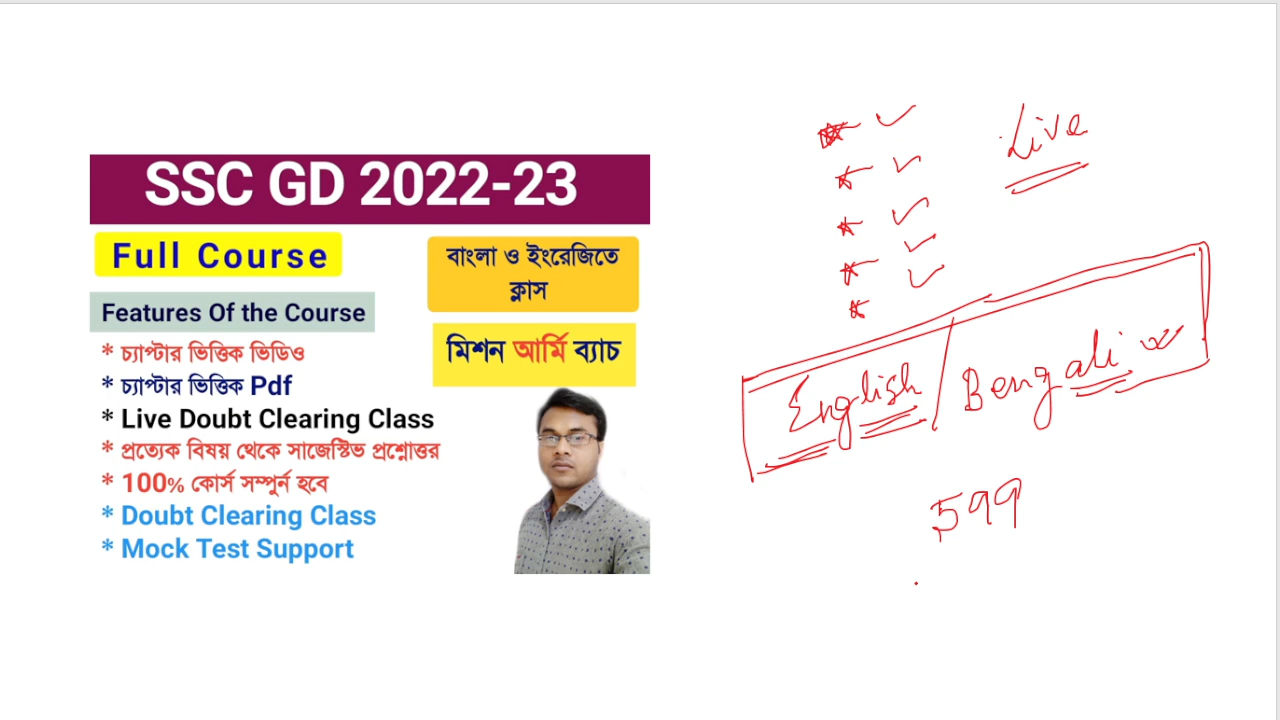 SSC GD 2022-23
Full Course
বাংলা ও ইংরেজিতে
ক্লাস
Features Of the Course
মিশন আর্মি ব্যাচ
* চ্যাপ্টার ভিত্তিক ভিডিও
* চ্যাপ্টার ভিত্তিক Pdf
* Live Doubt Clearing Class
* প্রত্যেক বিষয় থেকে সাজেস্টিভ প্রশ্নোত্তর
* 100% কোর্স সম্পুর্ন হবে
* Doubt Clearing Class
* Mock Test Support
Live
English / Bengali
599